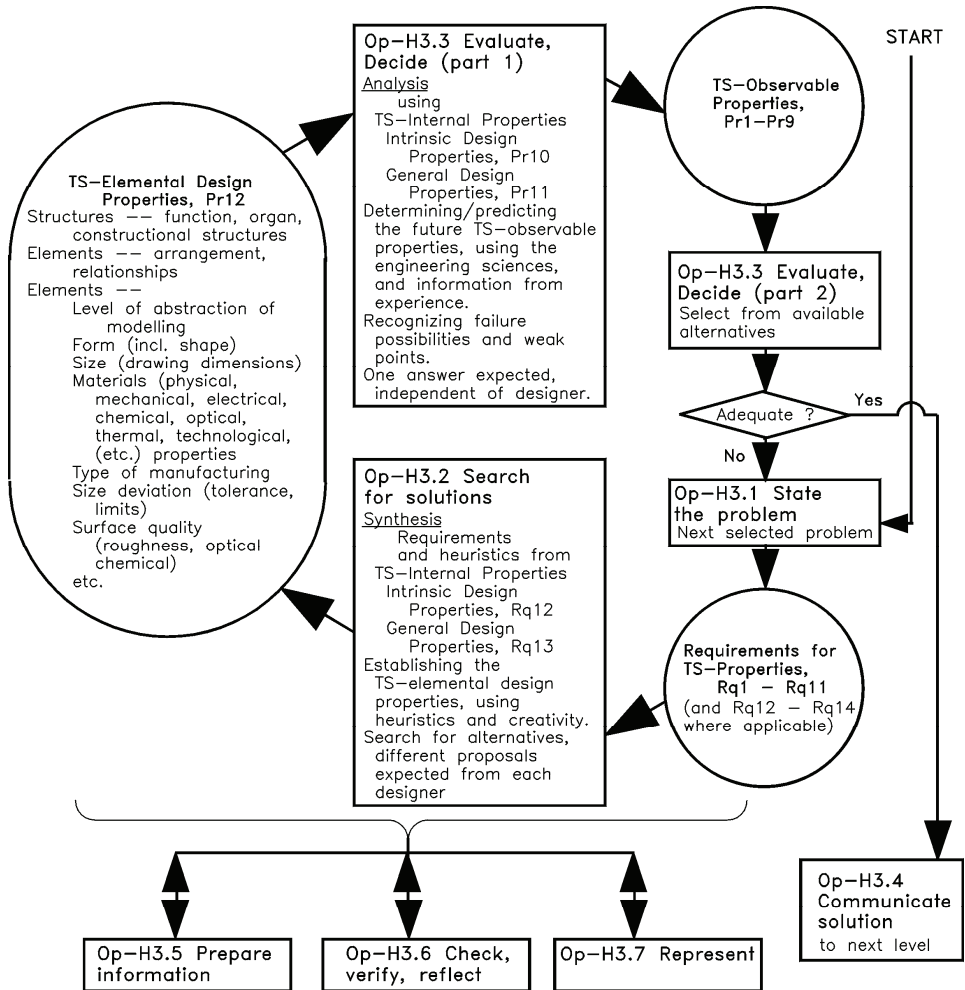 START
Op-H3.3 Evaluate,
Decide (part 1)
Analysis
using
TS-Internal Properties
Intrinsic Design
Properties, Pr10
General Design
Properties, Pr11
Determining/predicting
the future TS-observable
properties, using the
engineering sciences,
and information from
experience.
Recognizing failure
possibilities and weak
points.
One answer expected,
independent of designer.
TS-Observable
Properties,
Pr1-Pr9
Op-H3.3 Evaluate,
Decide (part 2)
Select from available
alternatives
Adequate ?
Yes
No
Op-H3.1 State
the problem
Next selected problem
Requirements for
TS-Properties,
Rq1 - Rq11
(and Rq12 - Rq14
where applicable)
Op-H3.2 Search
for solutions
Synthesis
Requirements
and heuristics from
TS-Internal Properties
Intrinsic Design
Properties, Rq12
General Design
Properties, Rq13
Establishing the
TS-elemental design
properties, using
heuristics and creativity.
Search for alternatives,
different proposals
expected from each
designer
TS-Elemental Design
Properties, Pr12
Structures -- function, organ,
constructional structures
Elements -- arrangement,
relationships
Elements --
Level of abstraction of
modelling
Form (incl. shape)
Size (drawing dimensions)
Materials (physical,
mechanical, electrical,
chemical, optical,
thermal, technological,
(etc.) properties
Type of manufacturing
Size deviation (tolerance,
limits)
Surface quality
(roughness, optical
chemical)
etc.
Op-H3.4
Communicate
solution
to next level
Op-H3.5 Prepare
information
Op-H3.6 Check,
verify, reflect
Op-H3.7 Represent